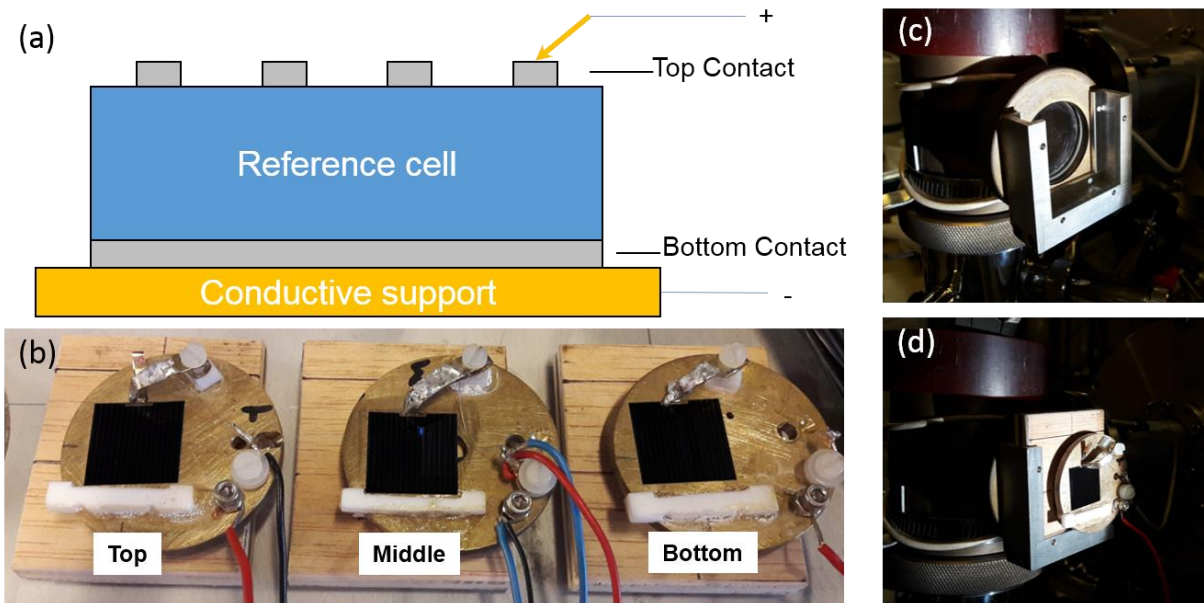 (a)
+
Top Contact
Reference cell
Bottom Contact
Conductive support
-
(b)
Top
Middle
Bottom
(c)
(d)